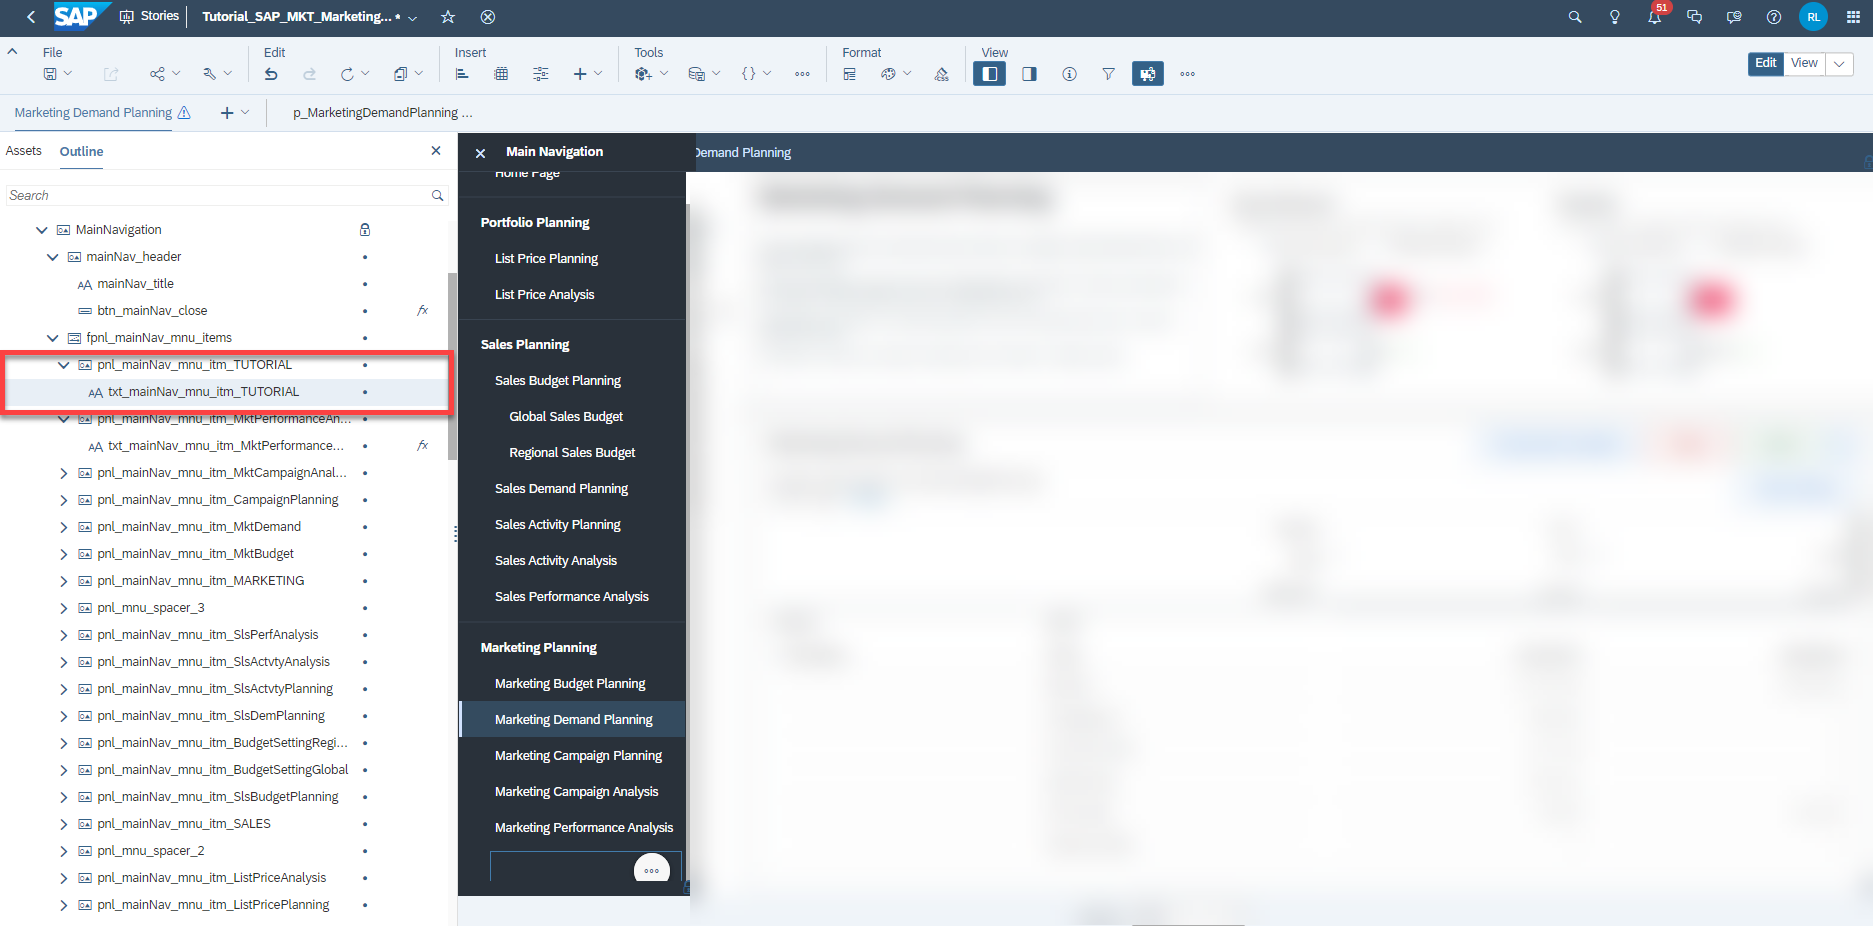 SAP Stories Tutorial_SAP_MKT_Marketing... * 51 RL
File Edit Insert Tools Format View
Edit View
Marketing Demand Planning p_MarketingDemandPlanning ...
Assets Outline
Search
MainNavigation
mainNav_header
mainNav_title
btn_mainNav_close fx
fpnl_mainNav_mnu_items
pnl_mainNav_mnu_itm_TUTORIAL
txt_mainNav_mnu_itm_TUTORIAL
pnl_mainNav_mnu_itm_MktPerformanceAn...
txt_mainNav_mnu_itm_MktPerformance... fx
pnl_mainNav_mnu_itm_MktCampaignAnal...
pnl_mainNav_mnu_itm_CampaignPlanning
pnl_mainNav_mnu_itm_MktDemand
pnl_mainNav_mnu_itm_MktBudget
pnl_mainNav_mnu_itm_MARKETING
pnl_mnu_spacer_3
pnl_mainNav_mnu_itm_SlsPerfAnalysis
pnl_mainNav_mnu_itm_SlsActvtyAnalysis
pnl_mainNav_mnu_itm_SlsActvtyPlanning
pnl_mainNav_mnu_itm_SlsDemPlanning
pnl_mainNav_mnu_itm_BudgetSettingRegi...
pnl_mainNav_mnu_itm_BudgetSettingGlobal
pnl_mainNav_mnu_itm_SlsBudgetPlanning
pnl_mainNav_mnu_itm_SALES
pnl_mnu_spacer_2
pnl_mainNav_mnu_itm_ListPriceAnalysis
pnl_mainNav_mnu_itm_ListPricePlanning
Main Navigation
Demand Planning
Home Page
Portfolio Planning
List Price Planning
List Price Analysis
Sales Planning
Sales Budget Planning
Global Sales Budget
Regional Sales Budget
Sales Demand Planning
Sales Activity Planning
Sales Activity Analysis
Sales Performance Analysis
Marketing Planning
Marketing Budget Planning
Marketing Demand Planning
Marketing Campaign Planning
Marketing Campaign Analysis
Marketing Performance Analysis